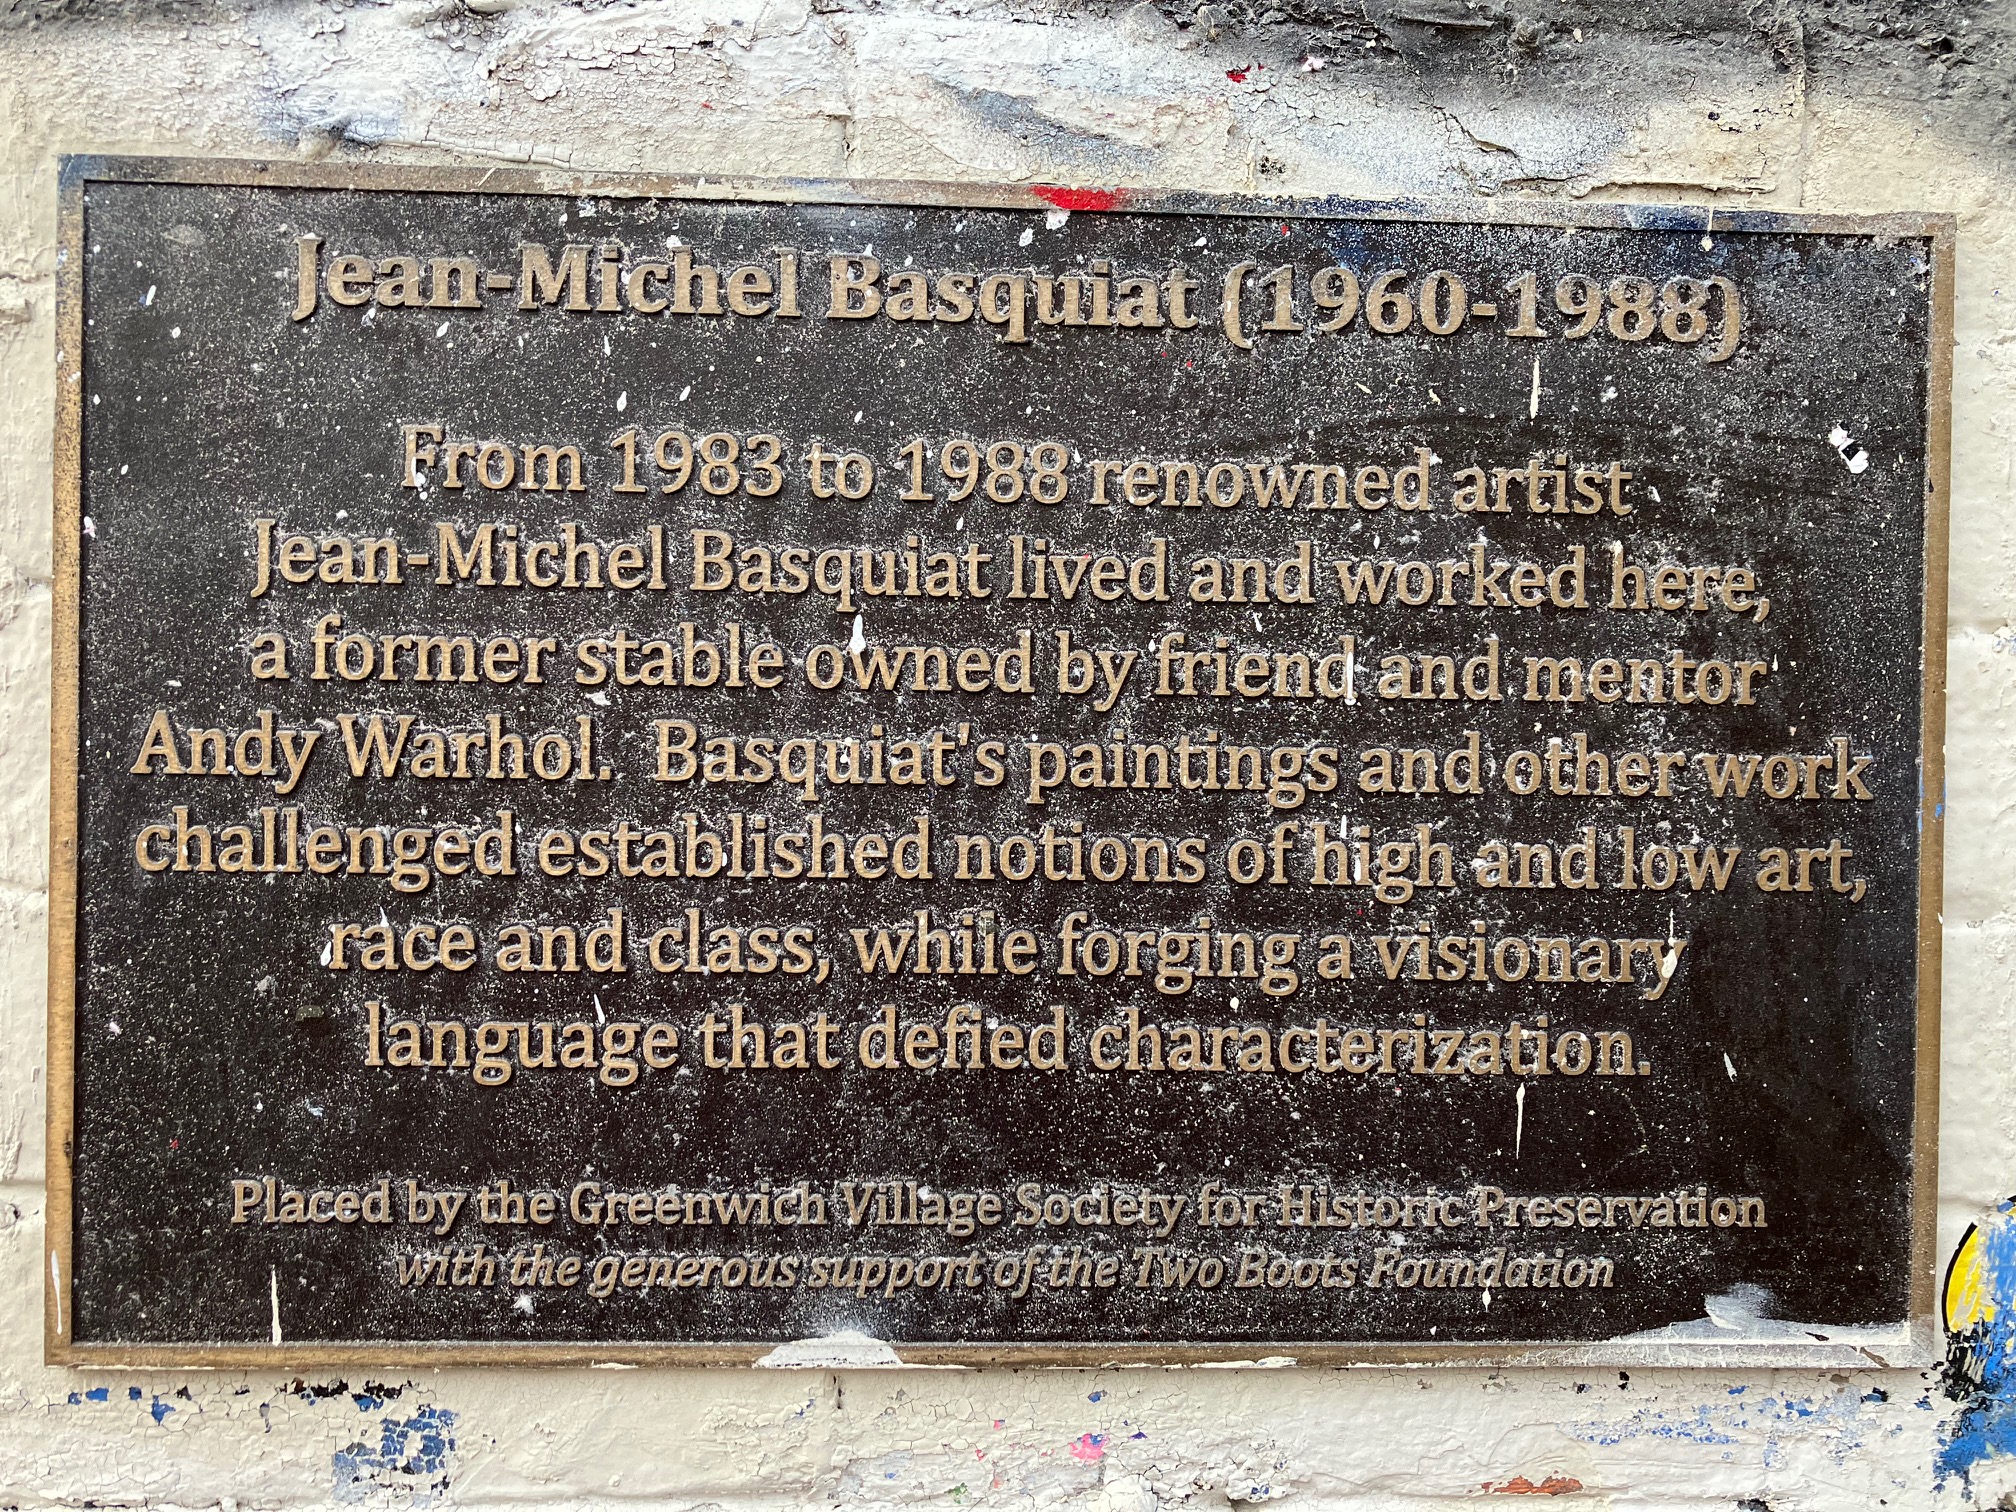 Jean-Michel Basquiat (1960-1988)
From 1983 to 1988 renowned artist
Jean-Michel Basquiat lived and worked here,
a former stable owned by friend and mentor
Andy Warhol. Basquiat's paintings and other work
challenged established notions of high and low art,
race and class, while forging a visionary
language that defied characterization.
Placed by the Greenwich Village Society for Historic Preservation
with the generous support of the Two Boots Foundation